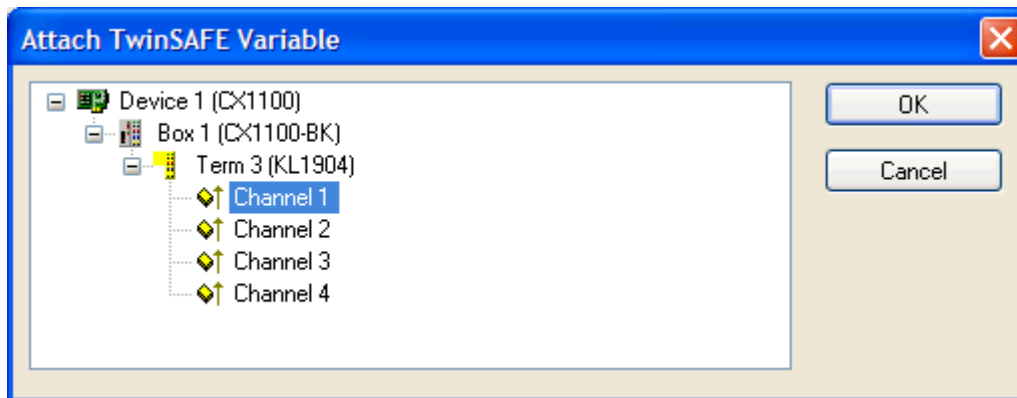 Attach TwinSAFE Variable
Device 1 (CX1100)
Box 1 (CX1100-BK)
Term 3 (KL1904)
Channel 1
Channel 2
Channel 3
Channel 4
OK
Cancel